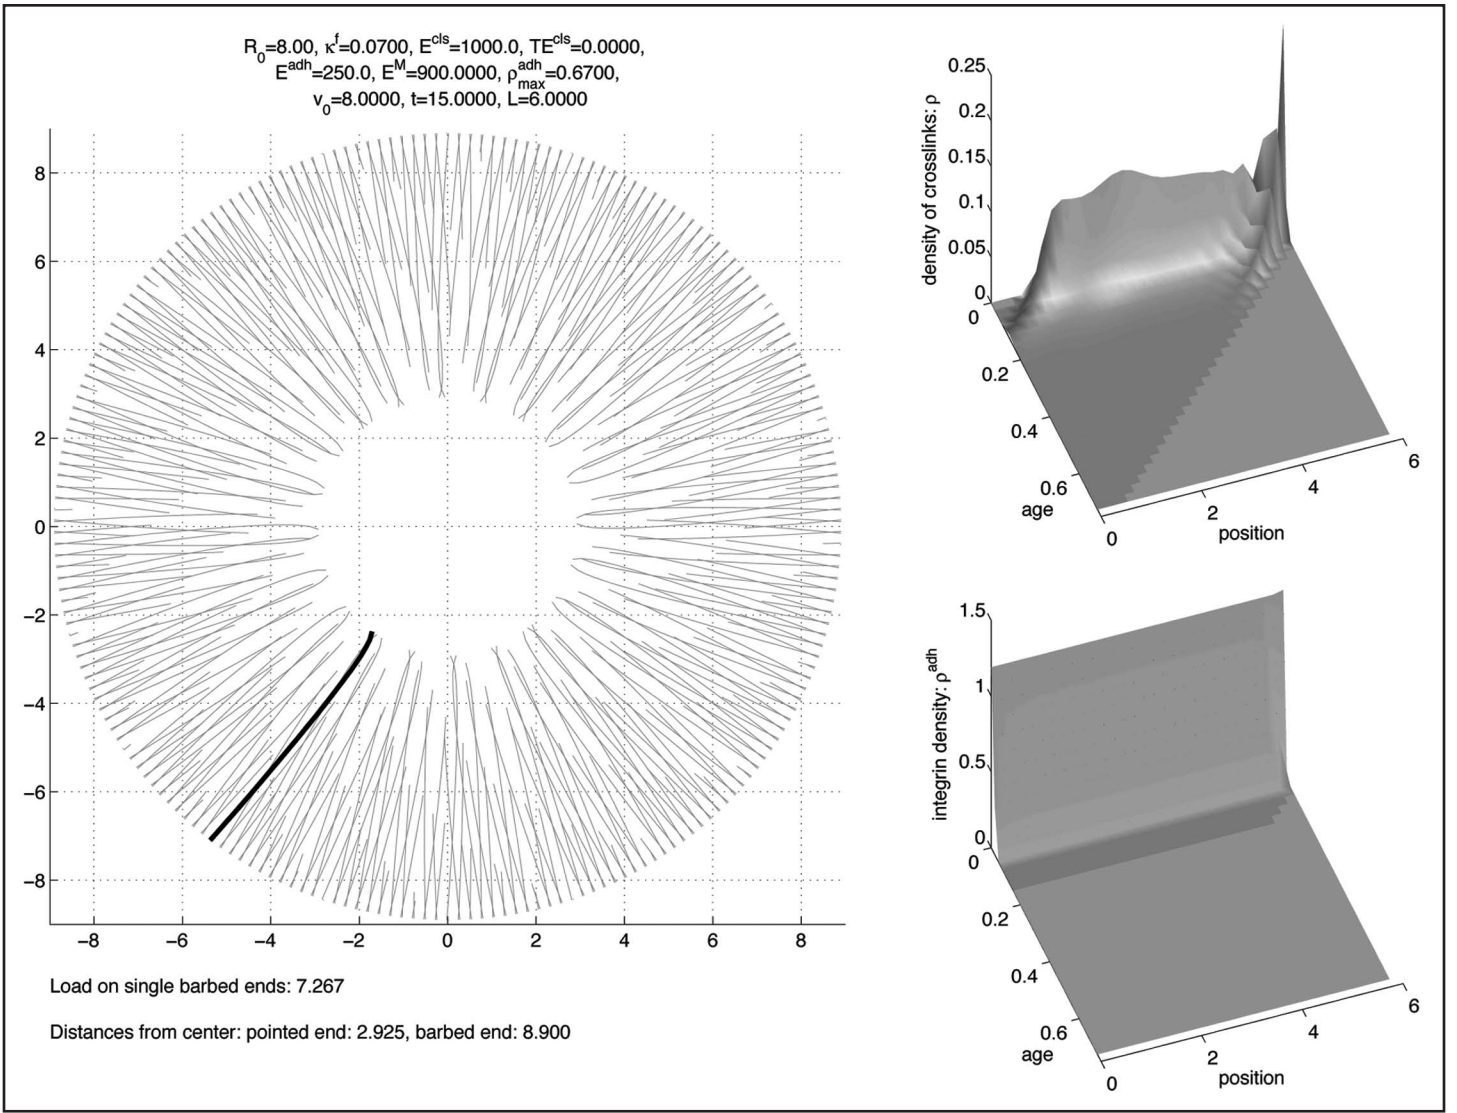 R0=8.00, κf=0.0700, Ecls=1000.0, TEcls=0.0000,
Eadh=250.0, EM=900.0000, ρmaxadh=0.6700,
v0=8.0000, t=15.0000, L=6.0000
8
6
4
2
0
−2
−4
−6
−8
−8 −6 −4 −2 0 2 4 6 8
Load on single barbed ends: 7.267
Distances from center: pointed end: 2.925, barbed end: 8.900
density of crosslinks: ρ
0.25
0.2
0.15
0.1
0.05
0
0
0.2
0.4
0.6
age
0
2
4
6
position
integrin density: ρadh
1.5
1
0.5
0
0
0.2
0.4
0.6
age
0
2
4
6
position